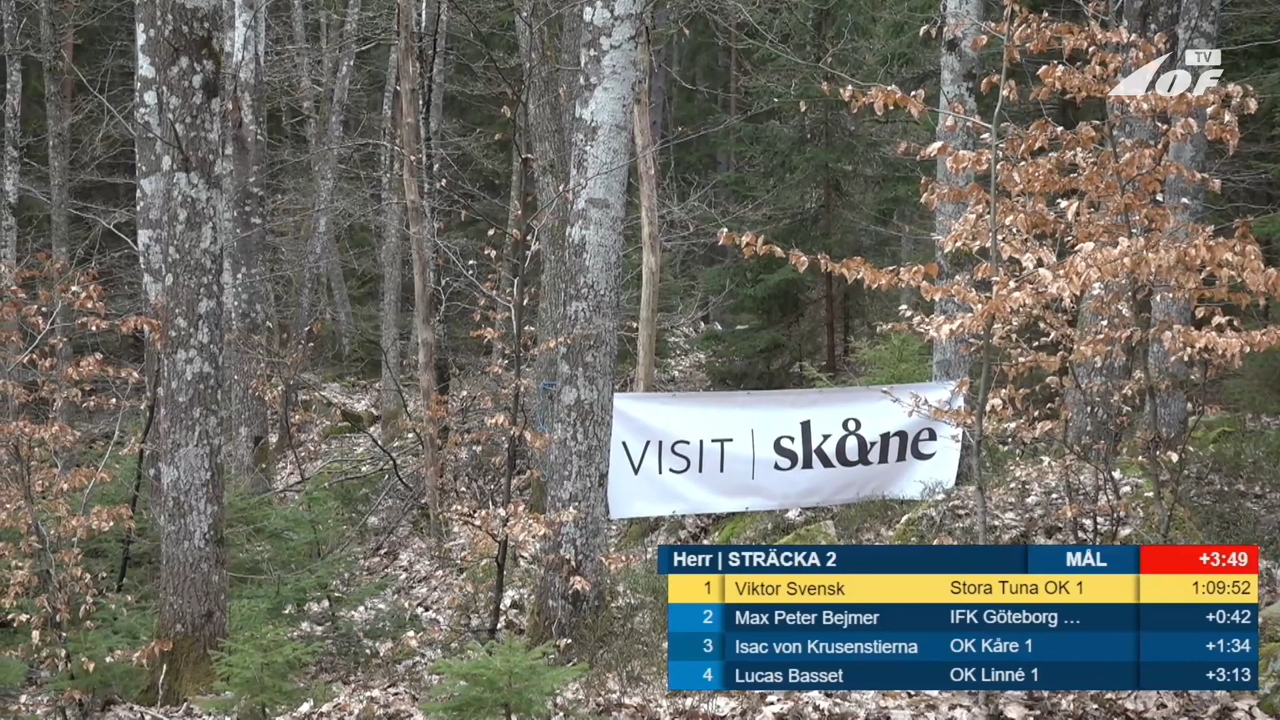 TV
OF
VISIT | skåne
Herr | STRÄCKA 2 MÅL +3:49
1 Viktor Svensk Stora Tuna OK 1 1:09:52
2 Max Peter Bejmer IFK Göteborg ... +0:42
3 Isac von Krusenstierna OK Kåre 1 +1:34
4 Lucas Basset OK Linné 1 +3:13